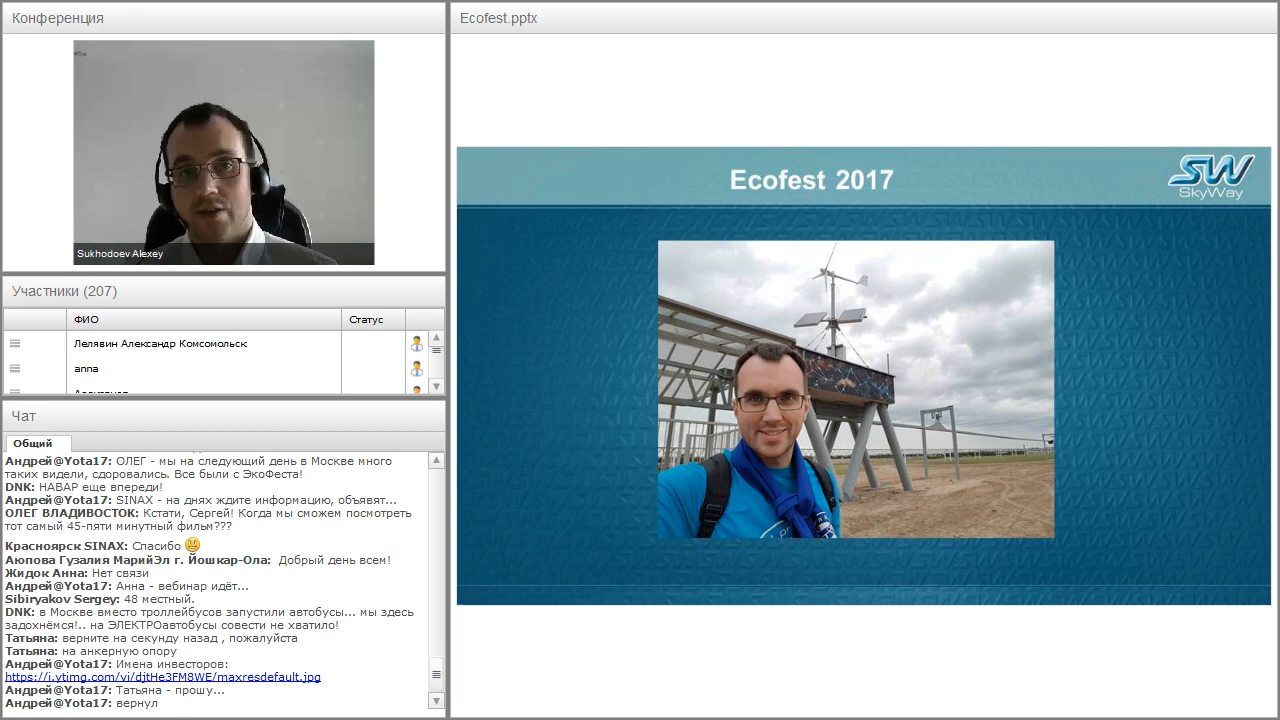 Конференция
Sukhodoev Alexey
Участники (207)
ФИО
Статус
Лелявин Александр Комсомольск
anna
Чат
Общий
Андрей@Yota17: ОЛЕГ - мы на следующий день в Москве много
таких видели, сдоровались. Все были с ЭкоФеста!
DNK: НАВАР еще впереди!
Андрей@Yota17: SINAX - на днях ждите информацию, объявят...
ОЛЕГ ВЛАДИВОСТОК: Кстати, Сергей! Когда мы сможем посмотреть
тот самый 45-пяти минутный фильм???
Красноярск SINAX: Спасибо
Аюпова Гузалия МарийЭл г. Йошкар-Ола: Добрый день всем!
Жидок Анна: Нет связи
Андрей@Yota17: Анна - вебинар идёт...
Sibiryakov Sergey: 48 местный.
DNK: в Москве вместо троллейбусов запустили автобусы... мы здесь
задохнёмся!.. на ЭЛЕКТРОавтобусы совести не хватило!
Татьяна: верните на секунду назад , пожалуйста
Татьяна: на анкерную опору
Андрей@Yota17: Имена инвесторов:
https://i.ytimg.com/vi/djtHe3FM8WE/maxresdefault.jpg
Андрей@Yota17: Татьяна - прошу...
Андрей@Yota17: вернул
Ecofest.pptx
Ecofest 2017
SW
SkyWay